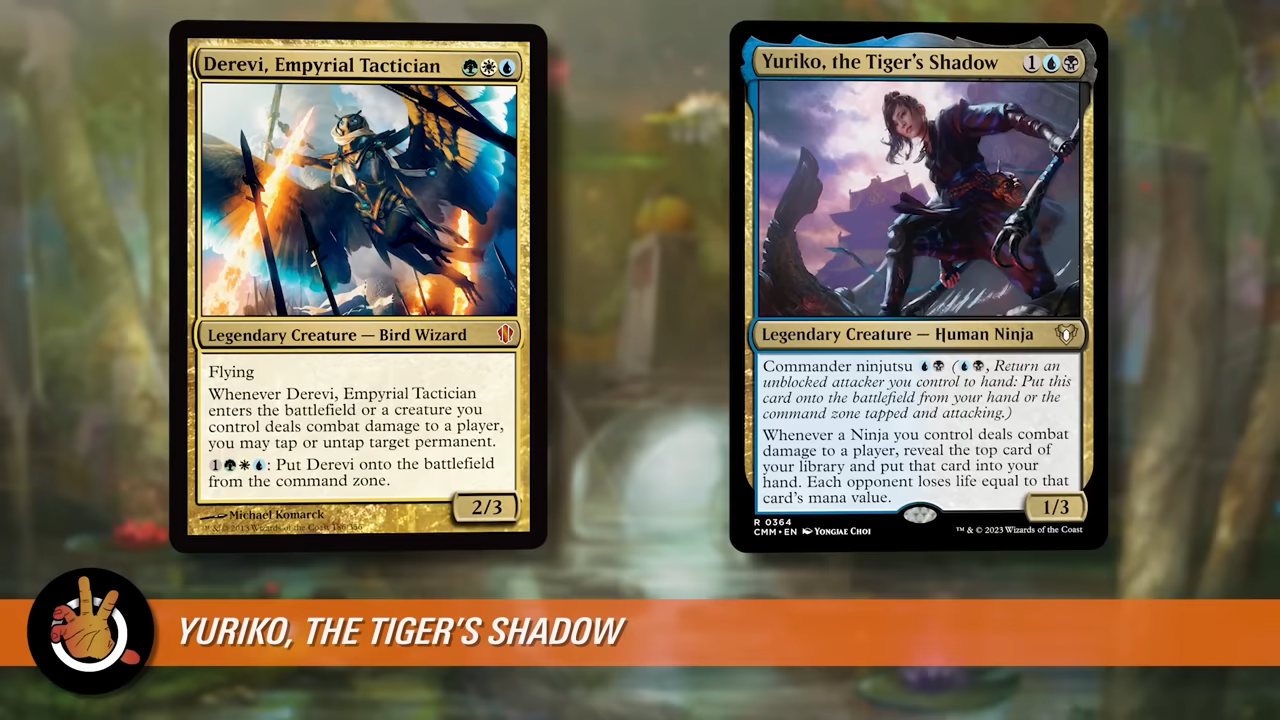 Derevi, Empyrial Tactician
Legendary Creature — Bird Wizard
Flying
Whenever Derevi, Empyrial Tactician
enters the battlefield or a creature you
control deals combat damage to a player,
you may tap or untap target permanent.
1: Put Derevi onto the battlefield
from the command zone.
2/3
Michael Komarck
Yuriko, the Tiger's Shadow 1
Legendary Creature — Human Ninja
Commander ninjutsu ( , Return an
unblocked attacker you control to hand: Put this
card onto the battlefield from your hand or the
command zone tapped and attacking.)
Whenever a Ninja you control deals combat
damage to a player, reveal the top card of
your library and put that card into your
hand. Each opponent loses life equal to that
card's mana value.
1/3
R 0364
CMM • EN Yongjae Choi
™ & © 2023 Wizards of the Coast
YURIKO, THE TIGER'S SHADOW